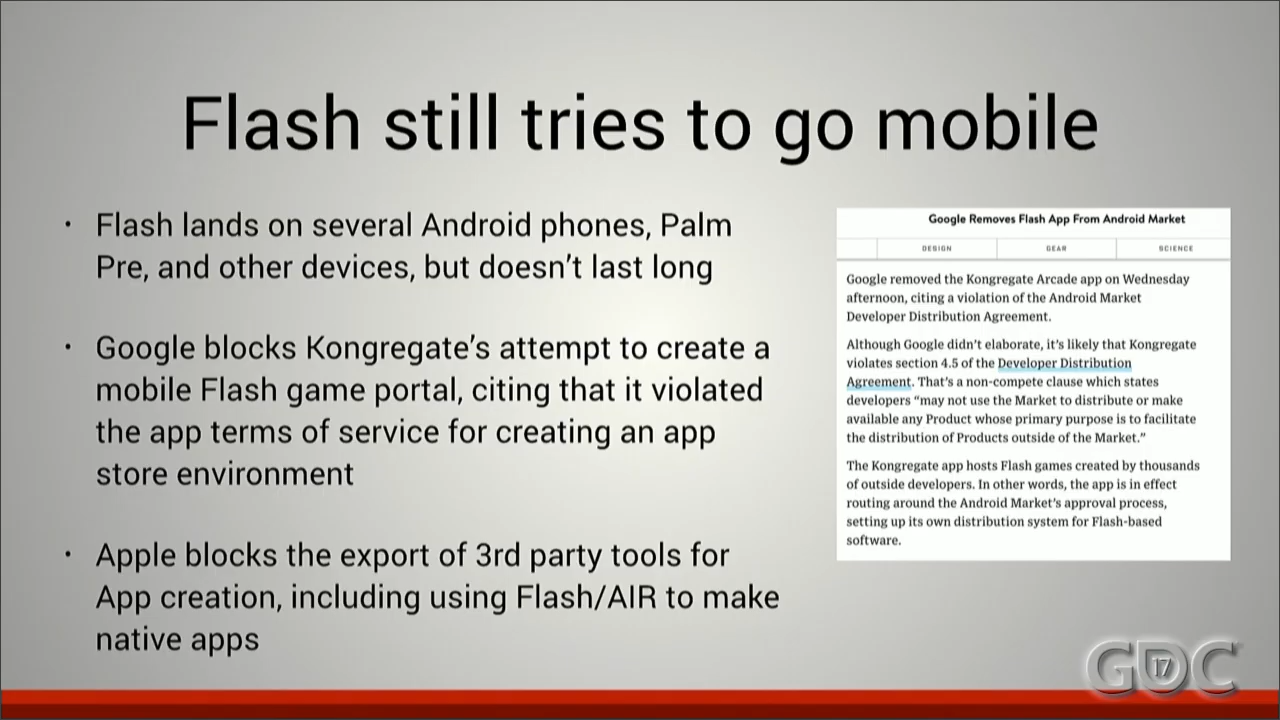 Flash still tries to go mobile
· Flash lands on several Android phones, Palm
Pre, and other devices, but doesn’t last long
· Google blocks Kongregate’s attempt to create a
mobile Flash game portal, citing that it violated
the app terms of service for creating an app
store environment
· Apple blocks the export of 3rd party tools for
App creation, including using Flash/AIR to make
native apps
Google Removes Flash App From Android Market
DESIGN GEAR SCIENCE
Google removed the Kongregate Arcade app on Wednesday
afternoon, citing a violation of the Android Market
Developer Distribution Agreement.
Although Google didn’t elaborate, it’s likely that Kongregate
violates section 4.5 of the Developer Distribution
Agreement. That’s a non-compete clause which states
developers “may not use the Market to distribute or make
available any Product whose primary purpose is to facilitate
the distribution of Products outside of the Market.”
The Kongregate app hosts Flash games created by thousands
of outside developers. In other words, the app is in effect
routing around the Android Market’s approval process,
setting up its own distribution system for Flash-based
software.
GDC 17